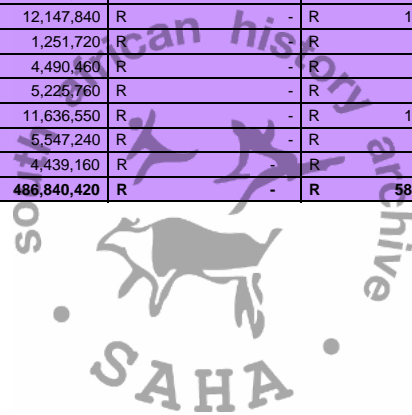 12,147,840 R - R 1
1,251,720 R - R
4,490,460 R - R
5,225,760 R - R
11,636,550 R - R 1
5,547,240 R - R
4,439,160 R - R
486,840,420 R - R 58
south african history archive
SAHA